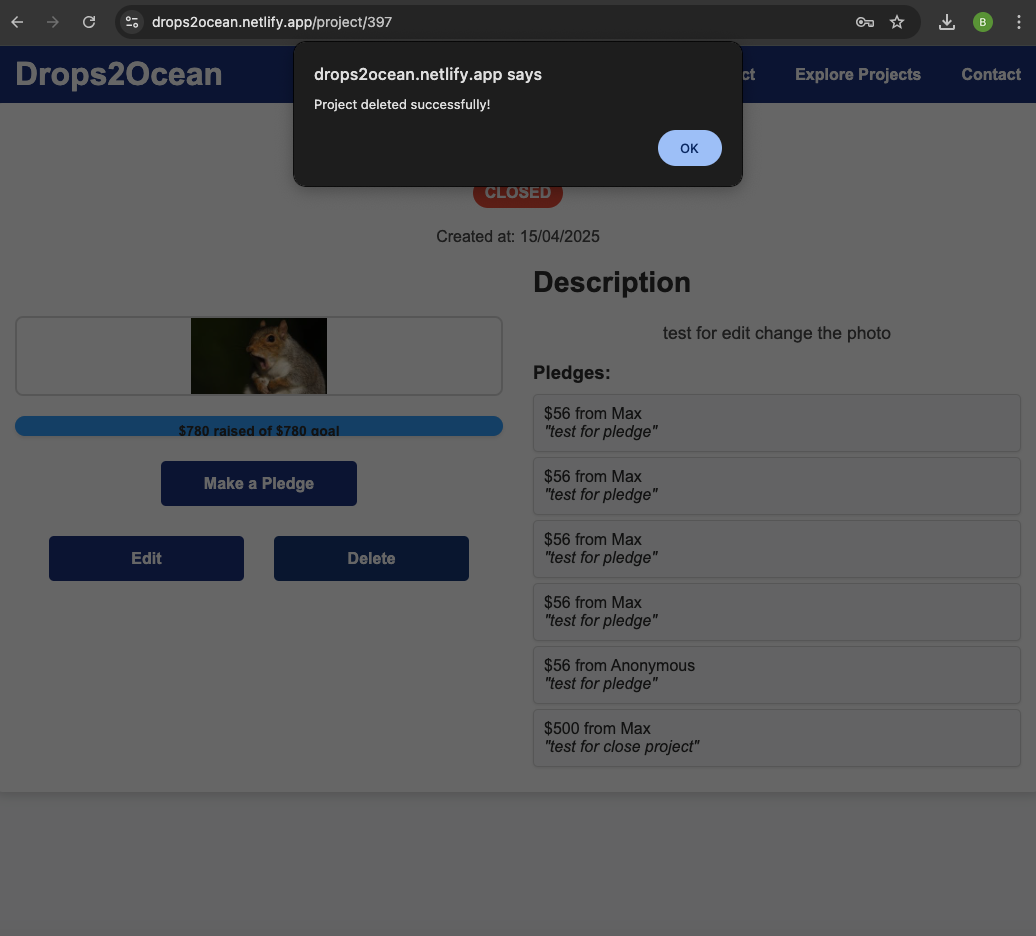 drops2ocean.netlify.app/project/397
B
Drops2Ocean
ct
Explore Projects
Contact
drops2ocean.netlify.app says
Project deleted successfully!
OK
CLOSED
Created at: 15/04/2025
$780 raised of $780 goal
Make a Pledge
Edit
Delete
Description
test for edit change the photo
Pledges:
$56 from Max
"test for pledge"
$56 from Max
"test for pledge"
$56 from Max
"test for pledge"
$56 from Max
"test for pledge"
$56 from Anonymous
"test for pledge"
$500 from Max
"test for close project"